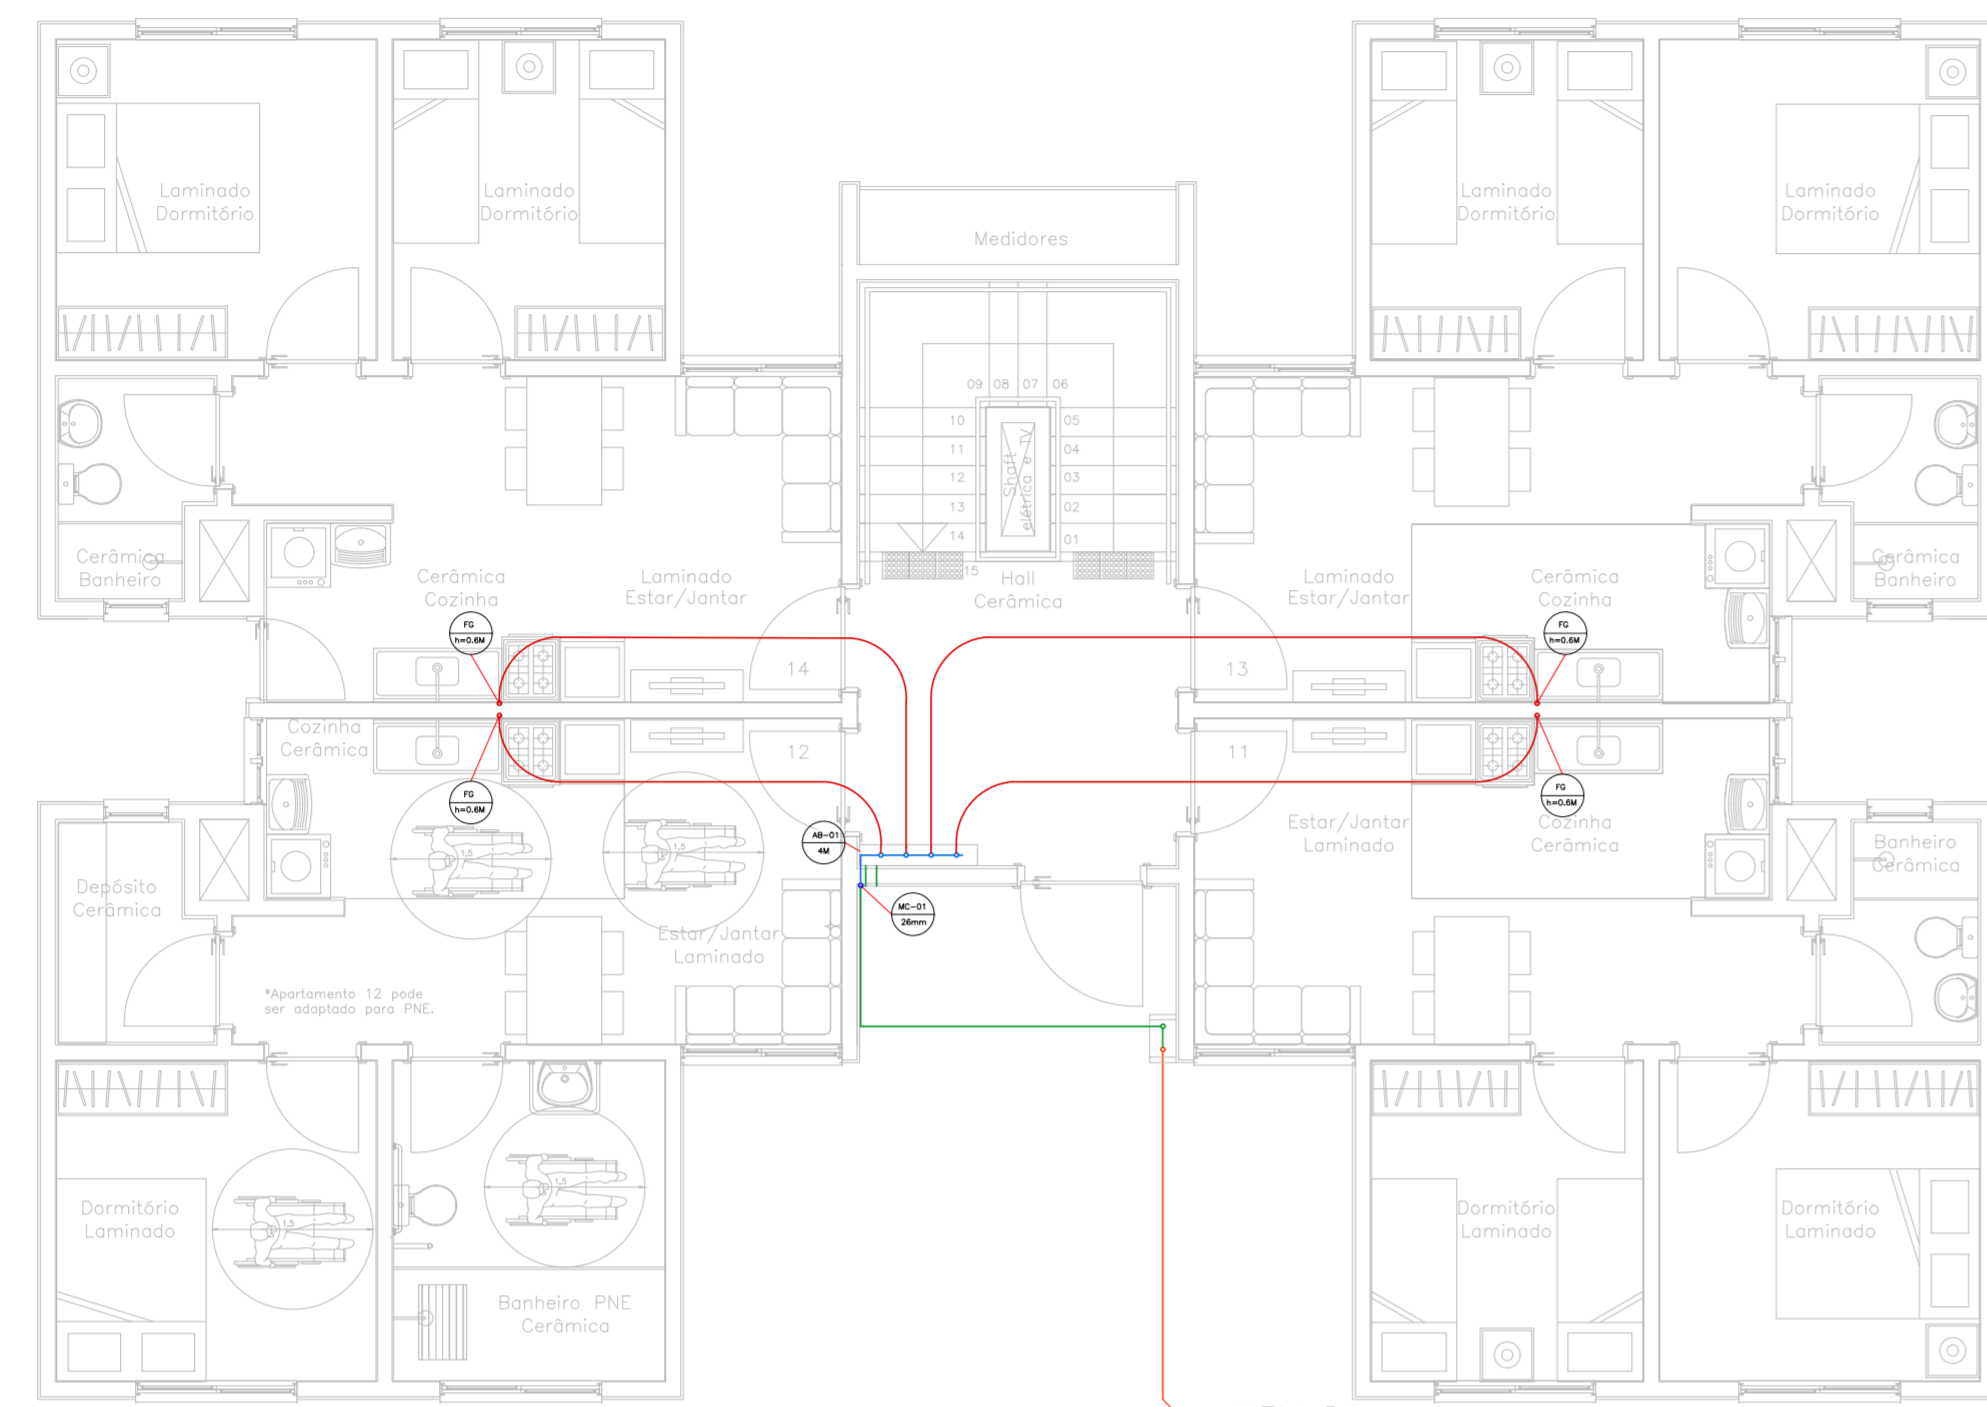 Laminado
Dormitório
Laminado
Dormitório
Laminado
Dormitório
Laminado
Dormitório
Medidores
09 08 07 06
10 05
11 04
12 03
13 02
14 01
15
Shaft
elétrica e TV
Hall
Cerâmica
Cerâmica
Banheiro
Cerâmica
Cozinha
Laminado
Estar/Jantar
Laminado
Estar/Jantar
Cerâmica
Cozinha
Cerâmica
Banheiro
FG
h=0.6M
FG
h=0.6M
14
13
Cozinha
Cerâmica
12
11
FG
h=0.6M
FG
h=0.6M
AB-01
4M
1,5
1,5
Estar/Jantar
Laminado
Cozinha
Cerâmica
Banheiro
Cerâmica
Depósito
Cerâmica
MC-01
26mm
Estar/Jantar
Laminado
*Apartamento 12 pode
ser adaptado para PNE.
Dormitório
Laminado
1,5
1,5
Dormitório
Laminado
Dormitório
Laminado
Banheiro PNE
Cerâmica